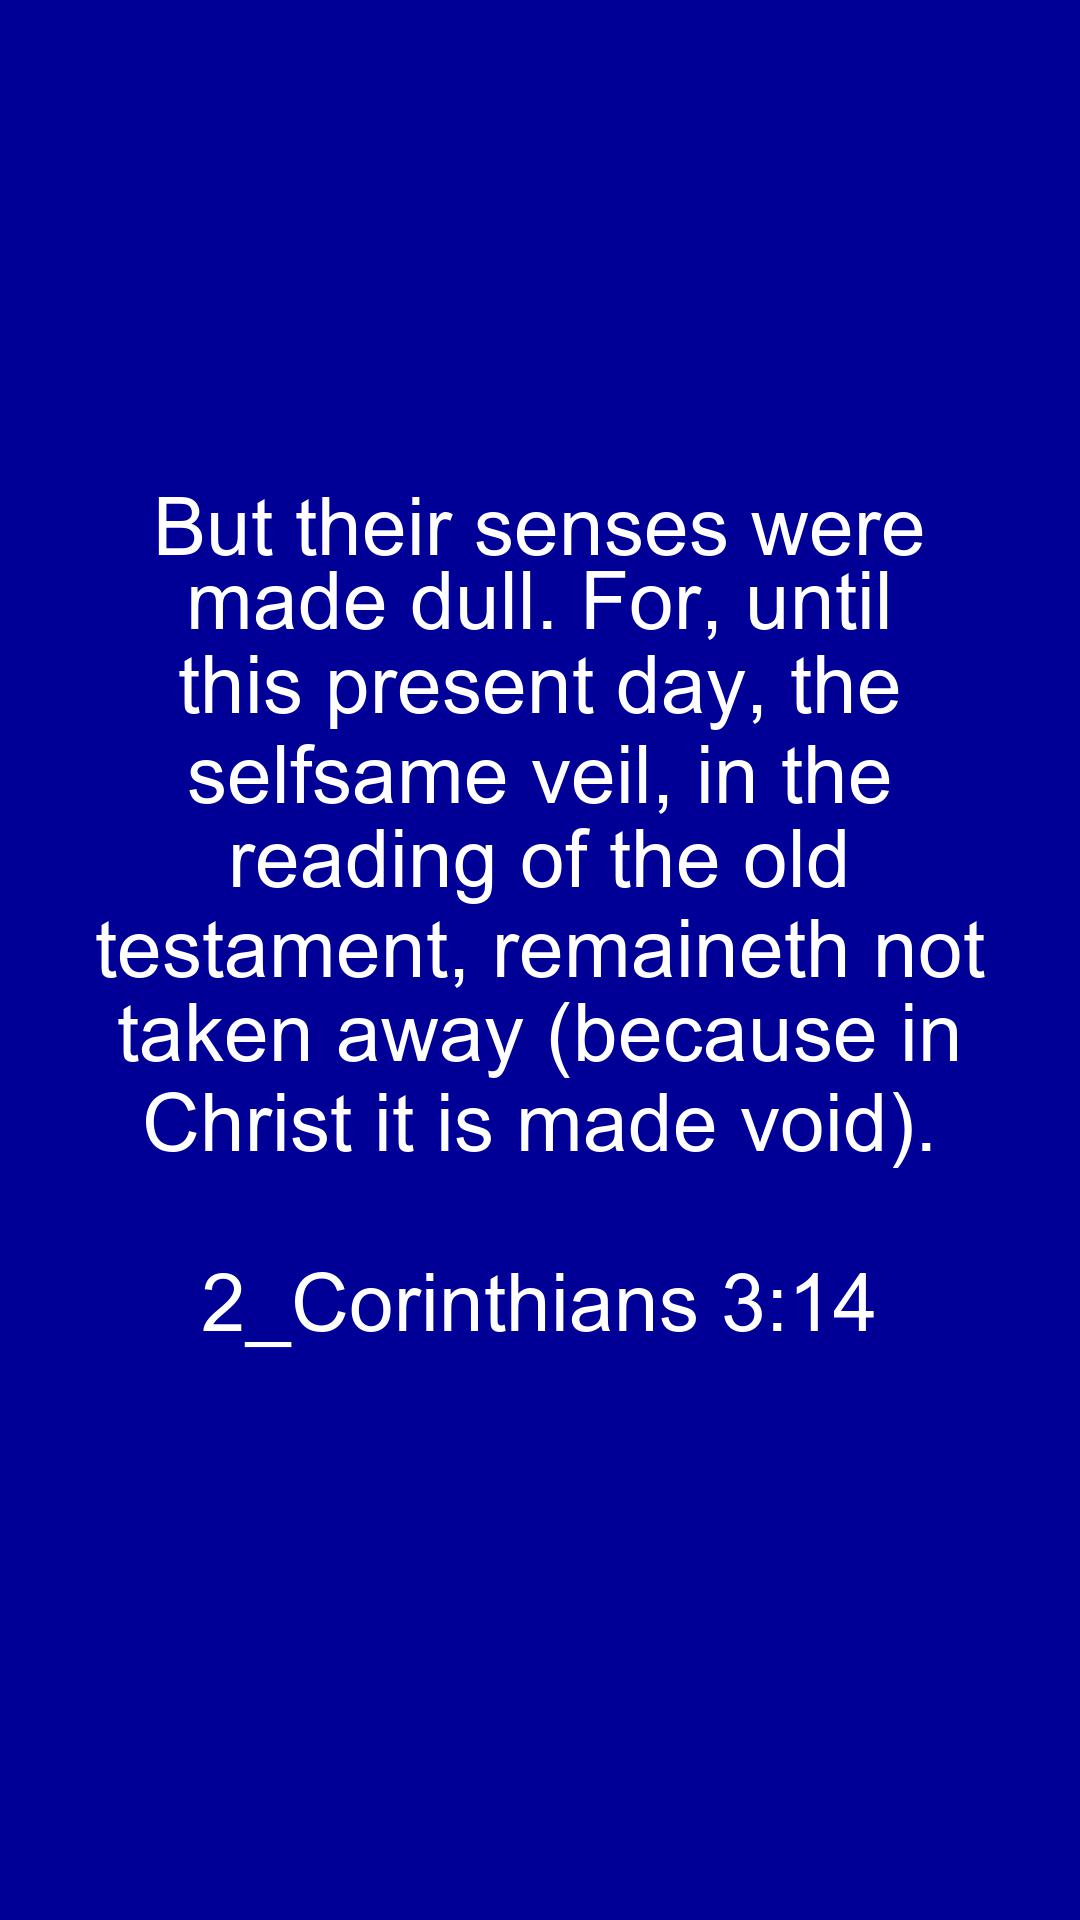 But their senses were
made dull. For, until
this present day, the
selfsame veil, in the
reading of the old
testament, remaineth not
taken away (because in
Christ it is made void).
2_Corinthians 3:14